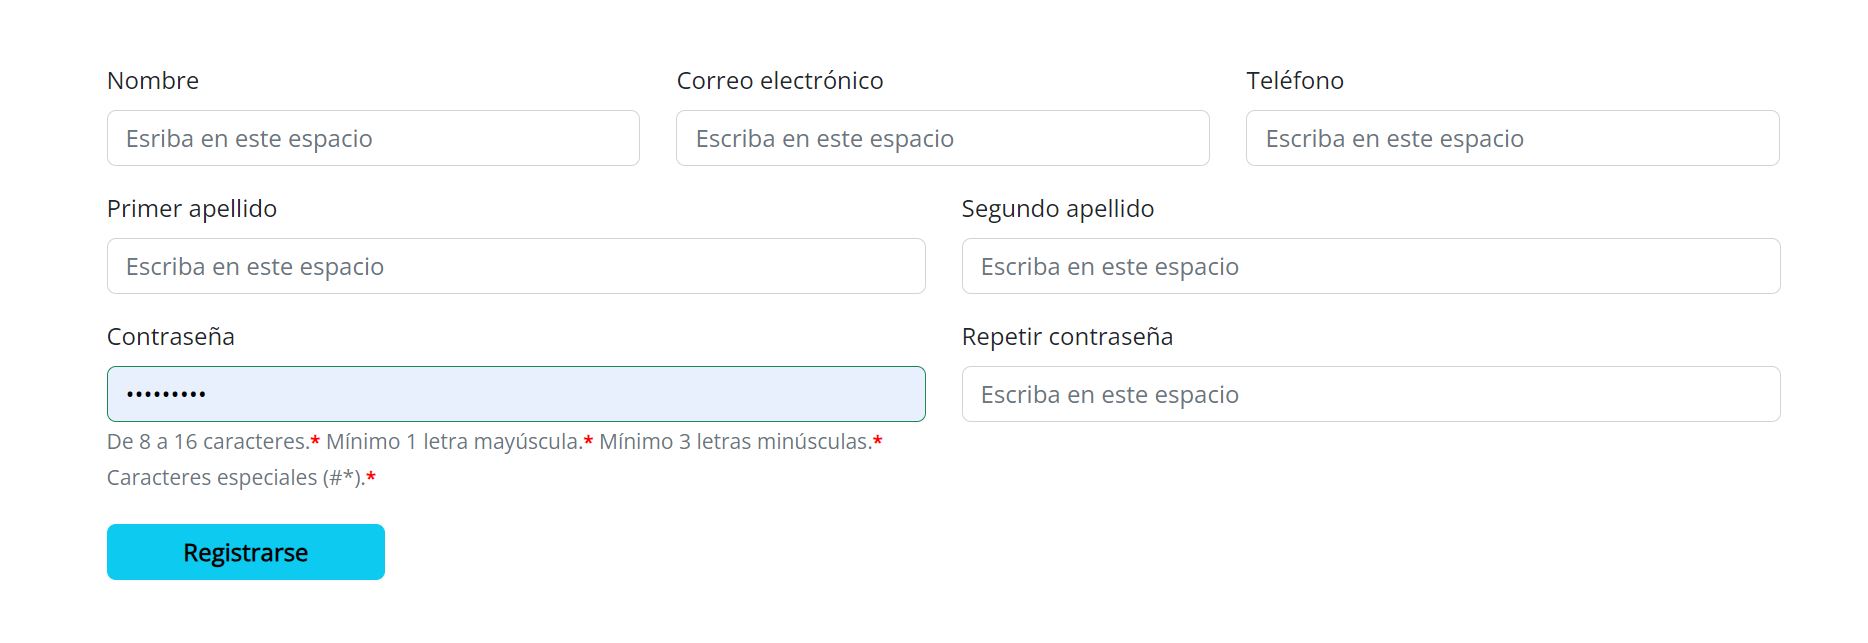 Nombre Correo electrónico Teléfono
Esriba en este espacio Escriba en este espacio Escriba en este espacio
Primer apellido Segundo apellido
Escriba en este espacio Escriba en este espacio
Contraseña Repetir contraseña
••••••••• Escriba en este espacio
De 8 a 16 caracteres.* Mínimo 1 letra mayúscula.* Mínimo 3 letras minúsculas.*
Caracteres especiales (#*).*
Registrarse